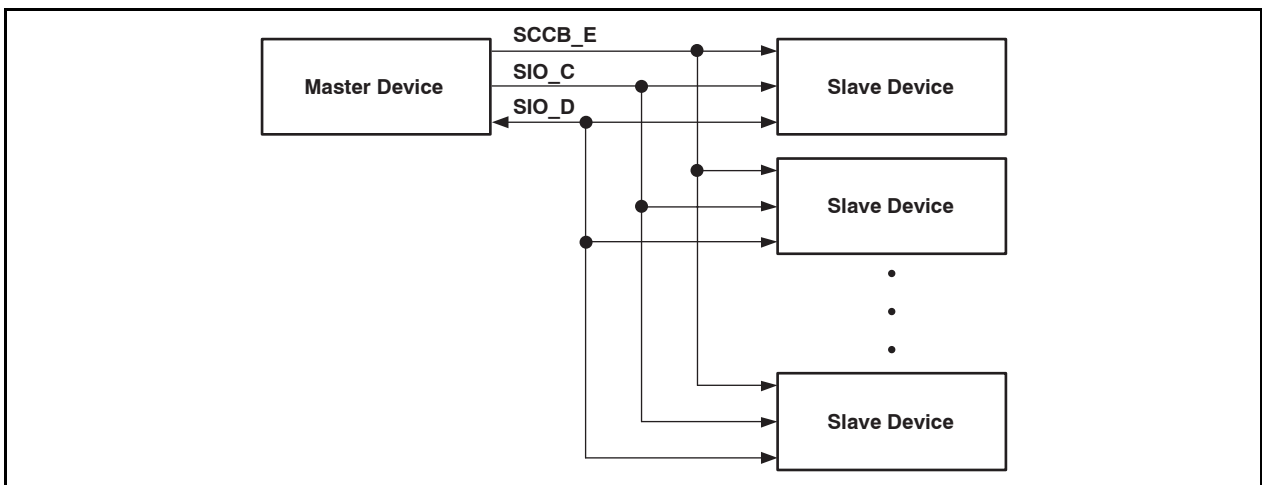 SCCB_E
SIO_C
SIO_D
Master Device
Slave Device
Slave Device
Slave Device